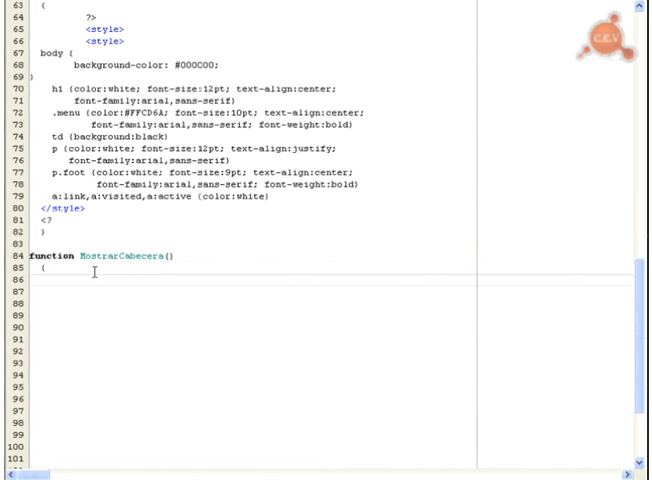 63 {
64 ?>
65 <style>
66 <style>
67 body {
68 background-color: #000C00;
69 }
70 h1 {color:white; font-size:12pt; text-align:center;
71 font-family:arial,sans-serif}
72 .menu {color:#FFCD6A; font-size:10pt; text-align:center;
73 font-family:arial,sans-serif; font-weight:bold}
74 td {background:black}
75 p {color:white; font-size:12pt; text-align:justify;
76 font-family:arial,sans-serif}
77 p.foot {color:white; font-size:9pt; text-align:center;
78 font-family:arial,sans-serif; font-weight:bold}
79 a:link,a:visited,a:active {color:white}
80 </style>
81 <?
82 }
83
84 function MostrarCabecera()
85 {
86
87
88
89
90
91
92
93
94
95
96
97
98
99
100
101
C.E.V